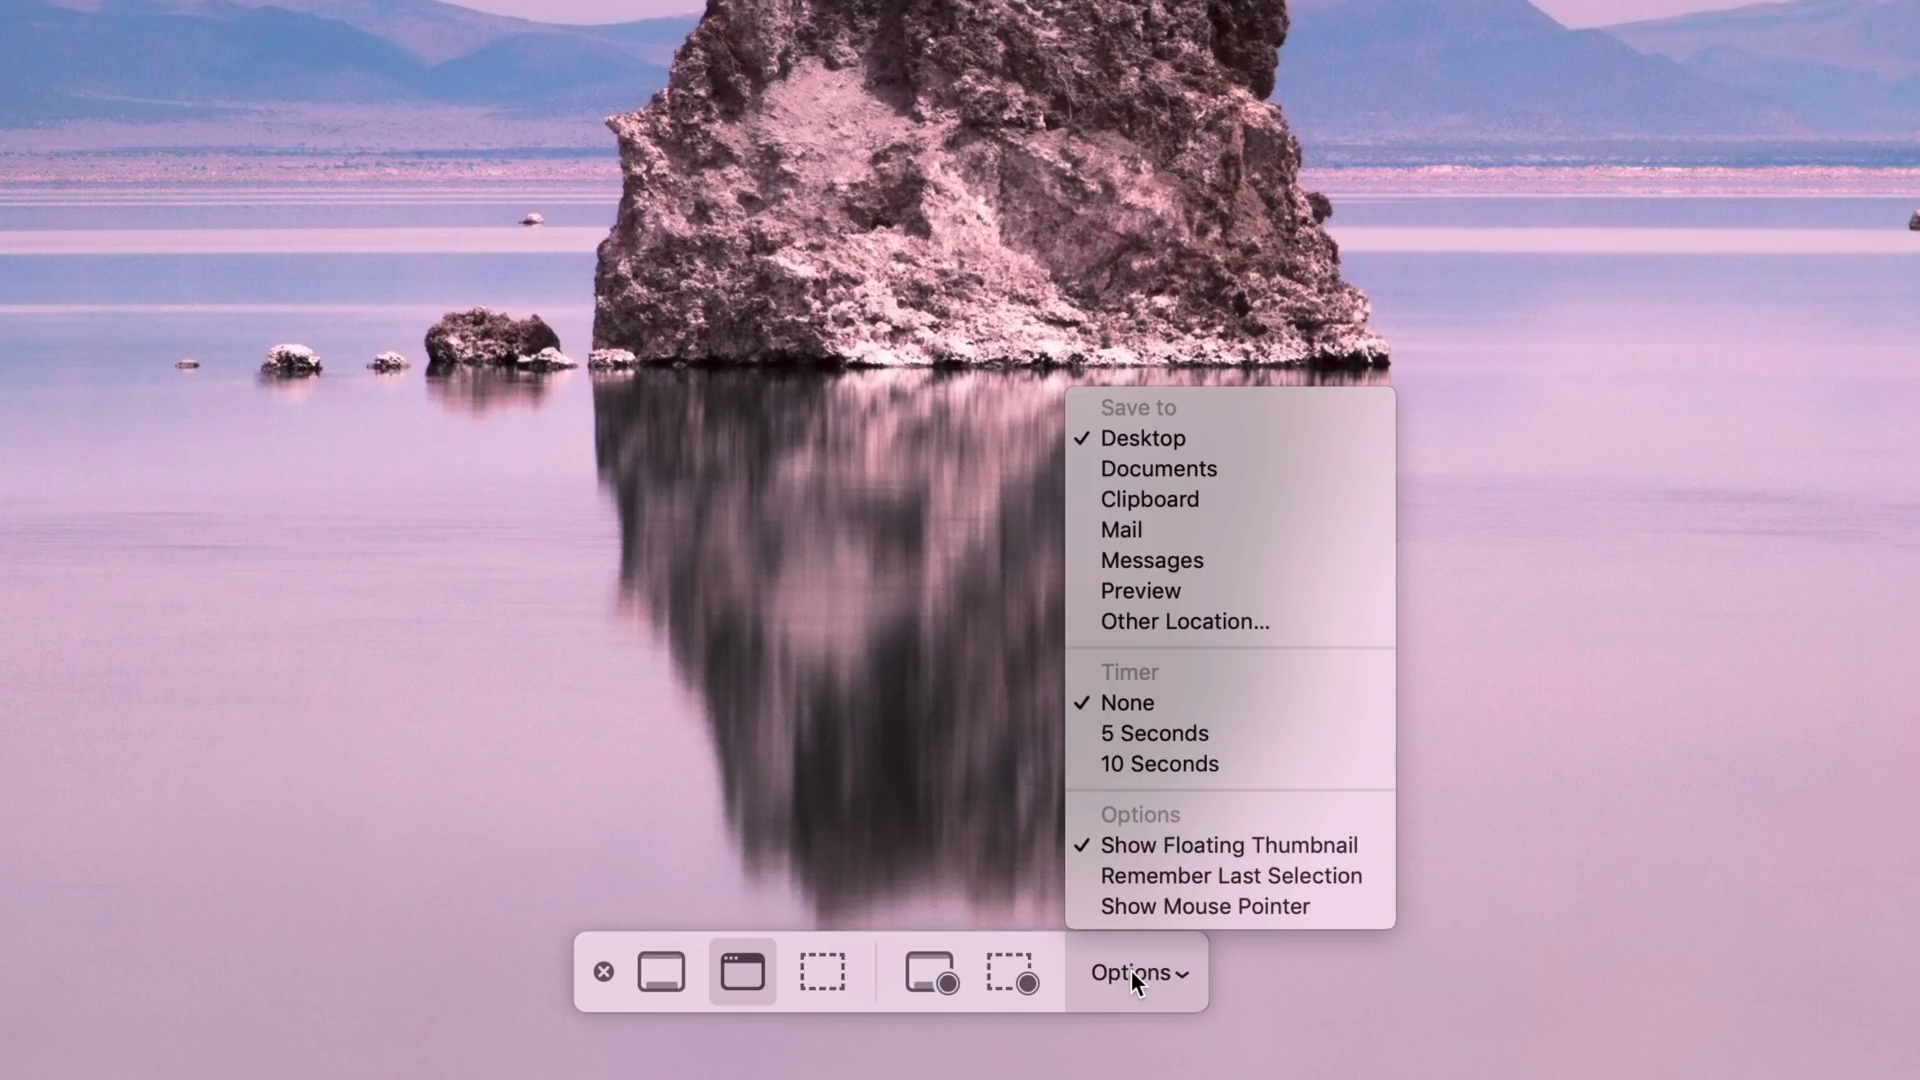 Save to
✓ Desktop
Documents
Clipboard
Mail
Messages
Preview
Other Location...
Timer
✓ None
5 Seconds
10 Seconds
Options
✓ Show Floating Thumbnail
Remember Last Selection
Show Mouse Pointer
Options